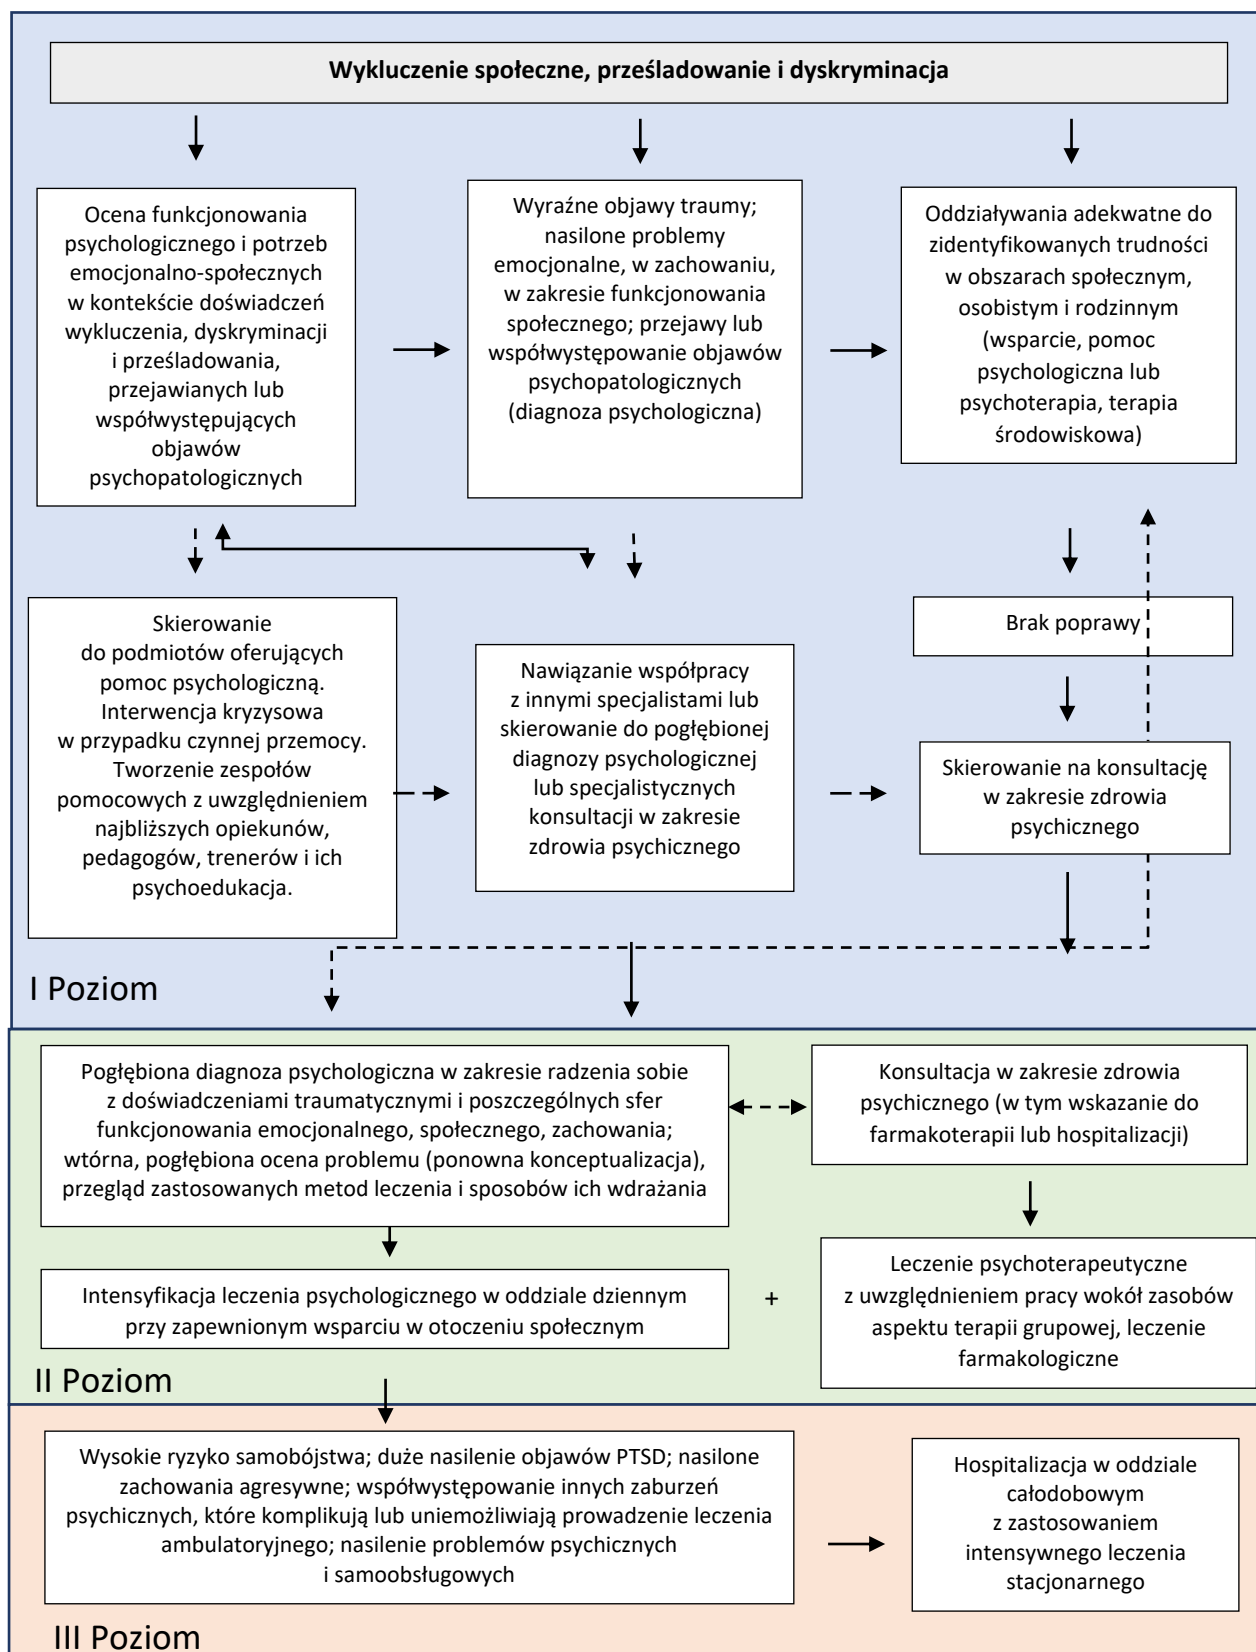 Wykluczenie społeczne, prześladowanie i dyskryminacja
Ocena funkcjonowania
psychologicznego i potrzeb
emocjonalno-społecznych
w kontekście doświadczeń
wykluczenia, dyskryminacji
i prześladowania,
przejawianych lub
współwystępujących
objawów
psychopatologicznych
Wyraźne objawy traumy;
nasilone problemy
emocjonalne, w zachowaniu,
w zakresie funkcjonowania
społecznego; przejawy lub
współwystępowanie objawów
psychopatologicznych
(diagnoza psychologiczna)
Oddziaływania adekwatne do
zidentyfikowanych trudności
w obszarach społecznym,
osobistym i rodzinnym
(wsparcie, pomoc
psychologiczna lub
psychoterapia, terapia
środowiskowa)
Skierowanie
do podmiotów oferujących
pomoc psychologiczną.
Interwencja kryzysowa
w przypadku czynnej przemocy.
Tworzenie zespołów
pomocowych z uwzględnieniem
najbliższych opiekunów,
pedagogów, trenerów i ich
psychoedukacja.
Nawiązanie współpracy
z innymi specjalistami lub
skierowanie do pogłębionej
diagnozy psychologicznej
lub specjalistycznych
konsultacji w zakresie
zdrowia psychicznego
Brak poprawy
Skierowanie na konsultację
w zakresie zdrowia
psychicznego
I Poziom
Pogłębiona diagnoza psychologiczna w zakresie radzenia sobie
z doświadczeniami traumatycznymi i poszczególnych sfer
funkcjonowania emocjonalnego, społecznego, zachowania;
wtórna, pogłębiona ocena problemu (ponowna konceptualizacja),
przegląd zastosowanych metod leczenia i sposobów ich wdrażania
Konsultacja w zakresie zdrowia
psychicznego (w tym wskazanie do
farmakoterapii lub hospitalizacji)
Intensyfikacja leczenia psychologicznego w oddziale dziennym
przy zapewnionym wsparciu w otoczeniu społecznym
+
Leczenie psychoterapeutyczne
z uwzględnieniem pracy wokół zasobów
aspektu terapii grupowej, leczenie
farmakologiczne
II Poziom
Wysokie ryzyko samobójstwa; duże nasilenie objawów PTSD; nasilone
zachowania agresywne; współwystępowanie innych zaburzeń
psychicznych, które komplikują lub uniemożliwiają prowadzenie leczenia
ambulatoryjnego; nasilenie problemów psychicznych
i samoobsługowych
Hospitalizacja w oddziale
całodobowym
z zastosowaniem
intensywnego leczenia
stacjonarnego
III Poziom